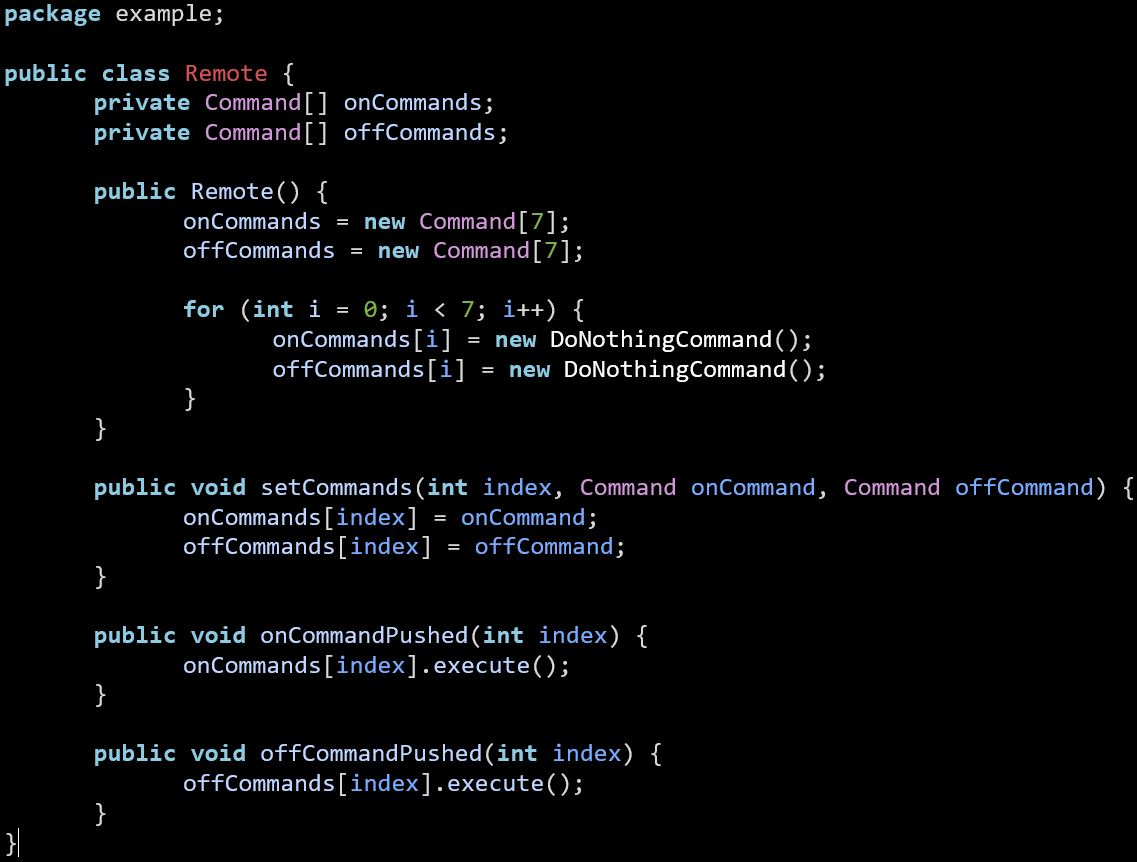 package example;

public class Remote {
    private Command[] onCommands;
    private Command[] offCommands;

    public Remote() {
        onCommands = new Command[7];
        offCommands = new Command[7];

        for (int i = 0; i < 7; i++) {
            onCommands[i] = new DoNothingCommand();
            offCommands[i] = new DoNothingCommand();
        }
    }

    public void setCommands(int index, Command onCommand, Command offCommand) {
        onCommands[index] = onCommand;
        offCommands[index] = offCommand;
    }

    public void onCommandPushed(int index) {
        onCommands[index].execute();
    }

    public void offCommandPushed(int index) {
        offCommands[index].execute();
    }
}